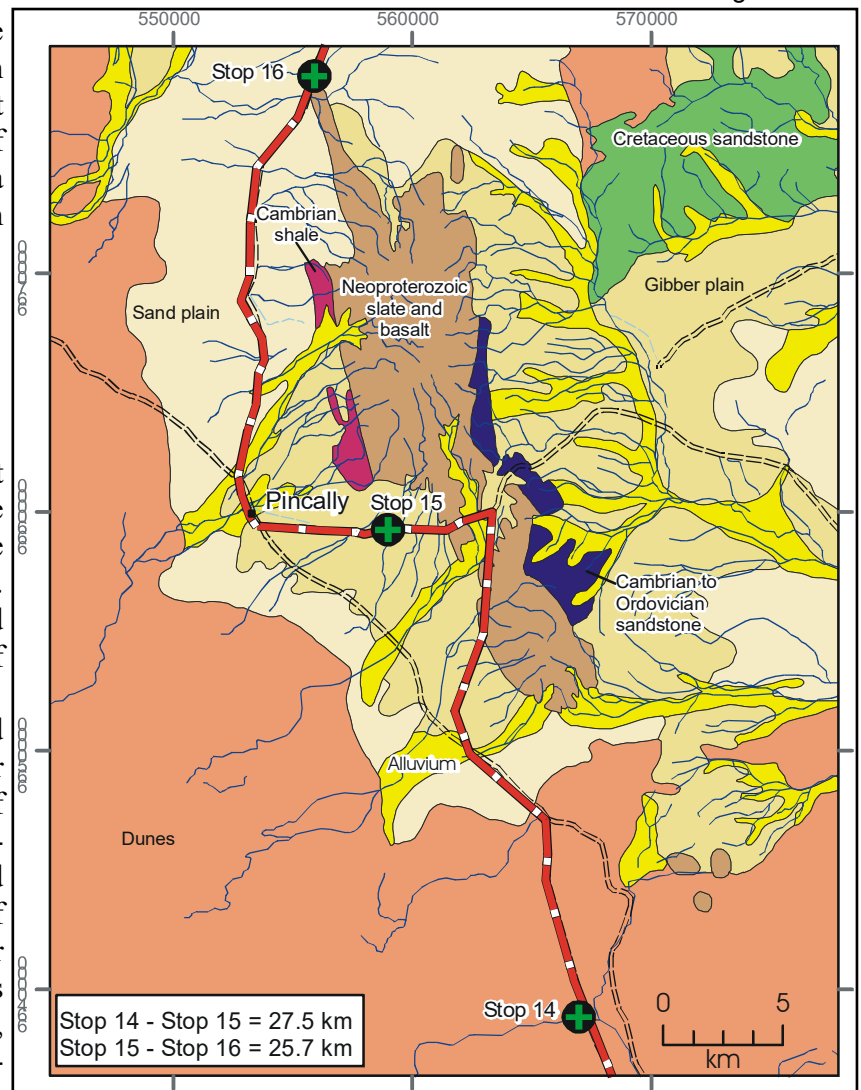 550000 560000 570000
Stop 16
Cretaceous sandstone
Cambrian
shale
Gibber plain
Neoproterozoic
slate and
basalt
Sand plain
Pincally
Stop 15
Cambrian to
Ordovician
sandstone
Alluvium
Dunes
Stop 14
0 5
km
Stop 14 - Stop 15 = 27.5 km
Stop 15 - Stop 16 = 25.7 km